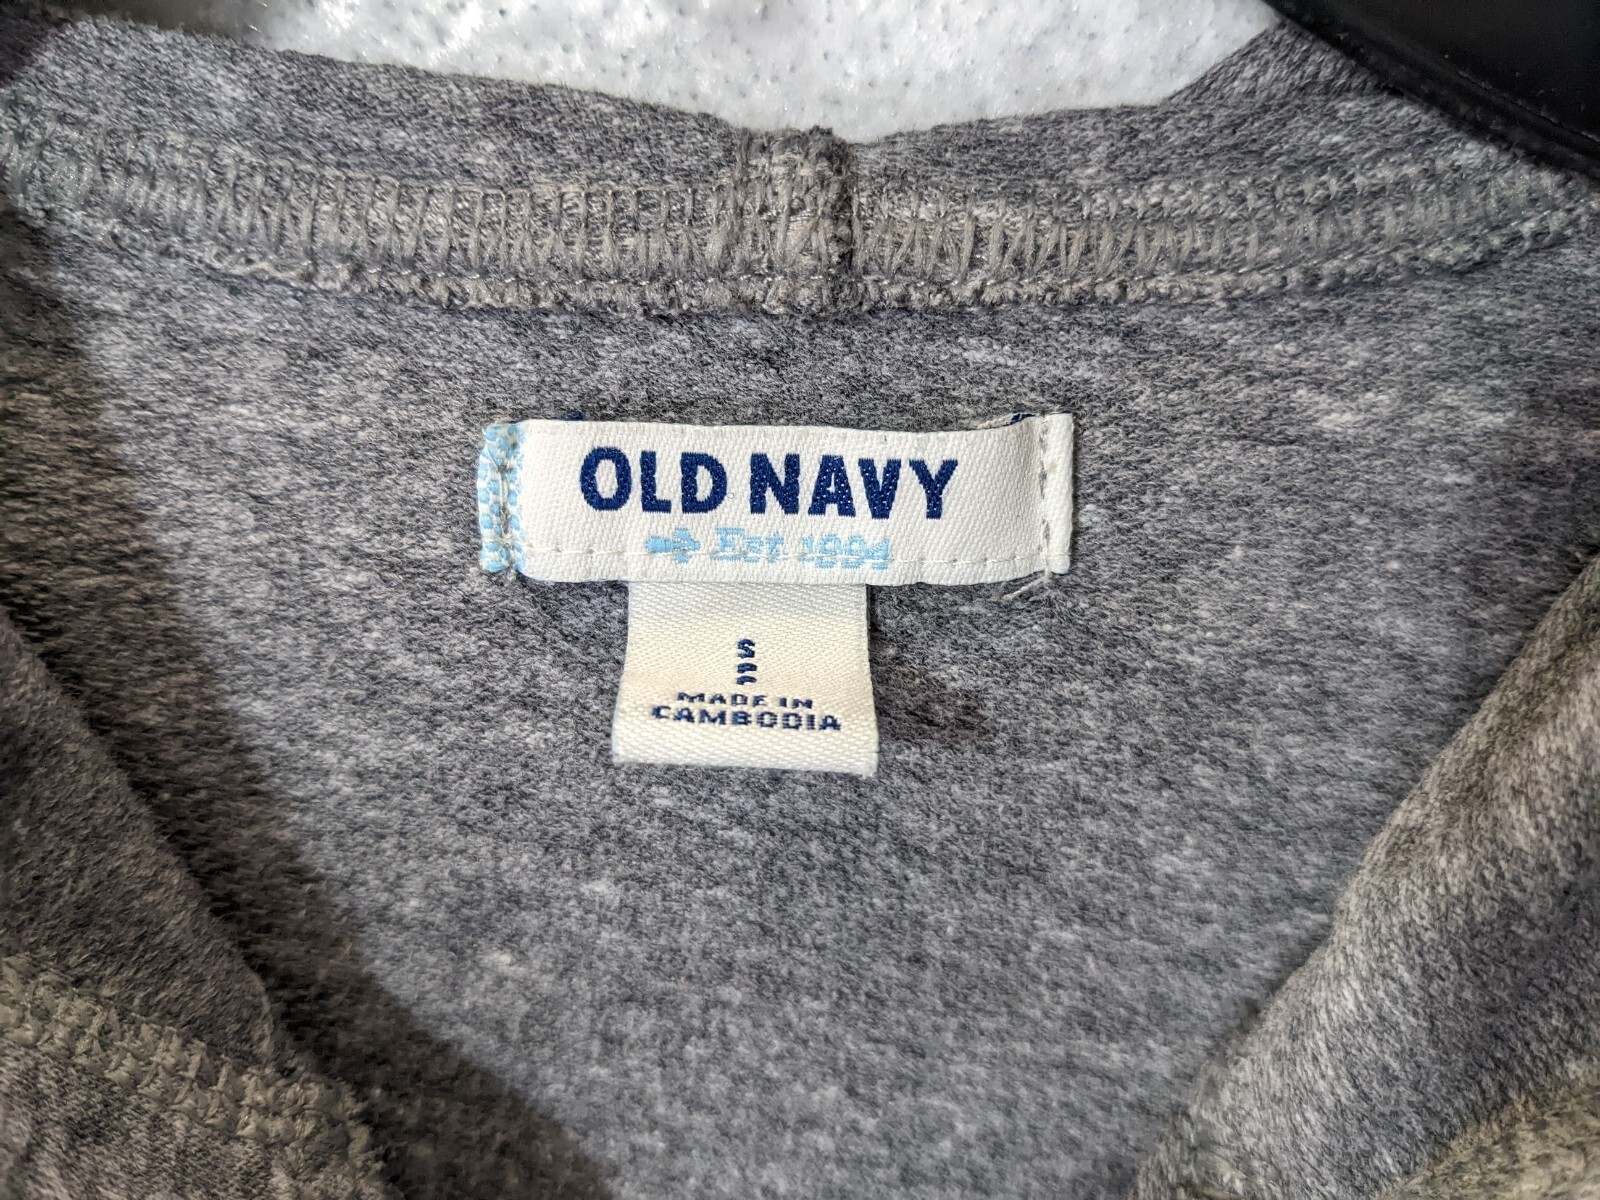 OLD NAVY
Est 1994
S
P
P
MADE IN
CAMBODIA